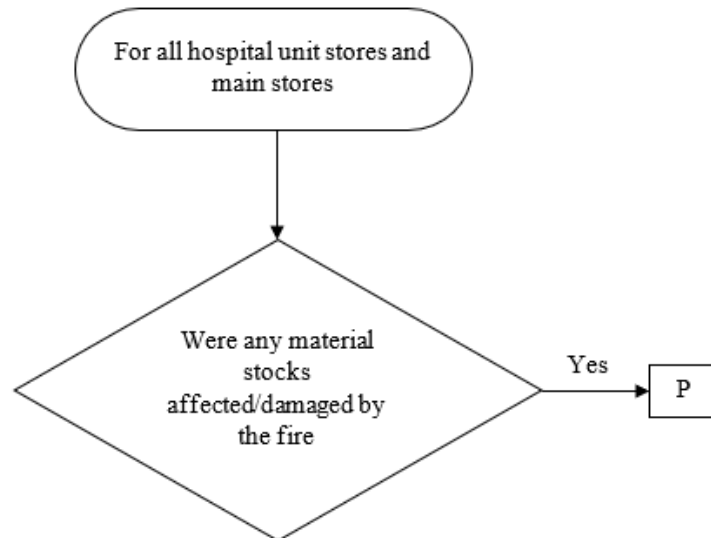 For all hospital unit stores and
main stores
Were any material
stocks
affected/damaged by
the fire
Yes
P